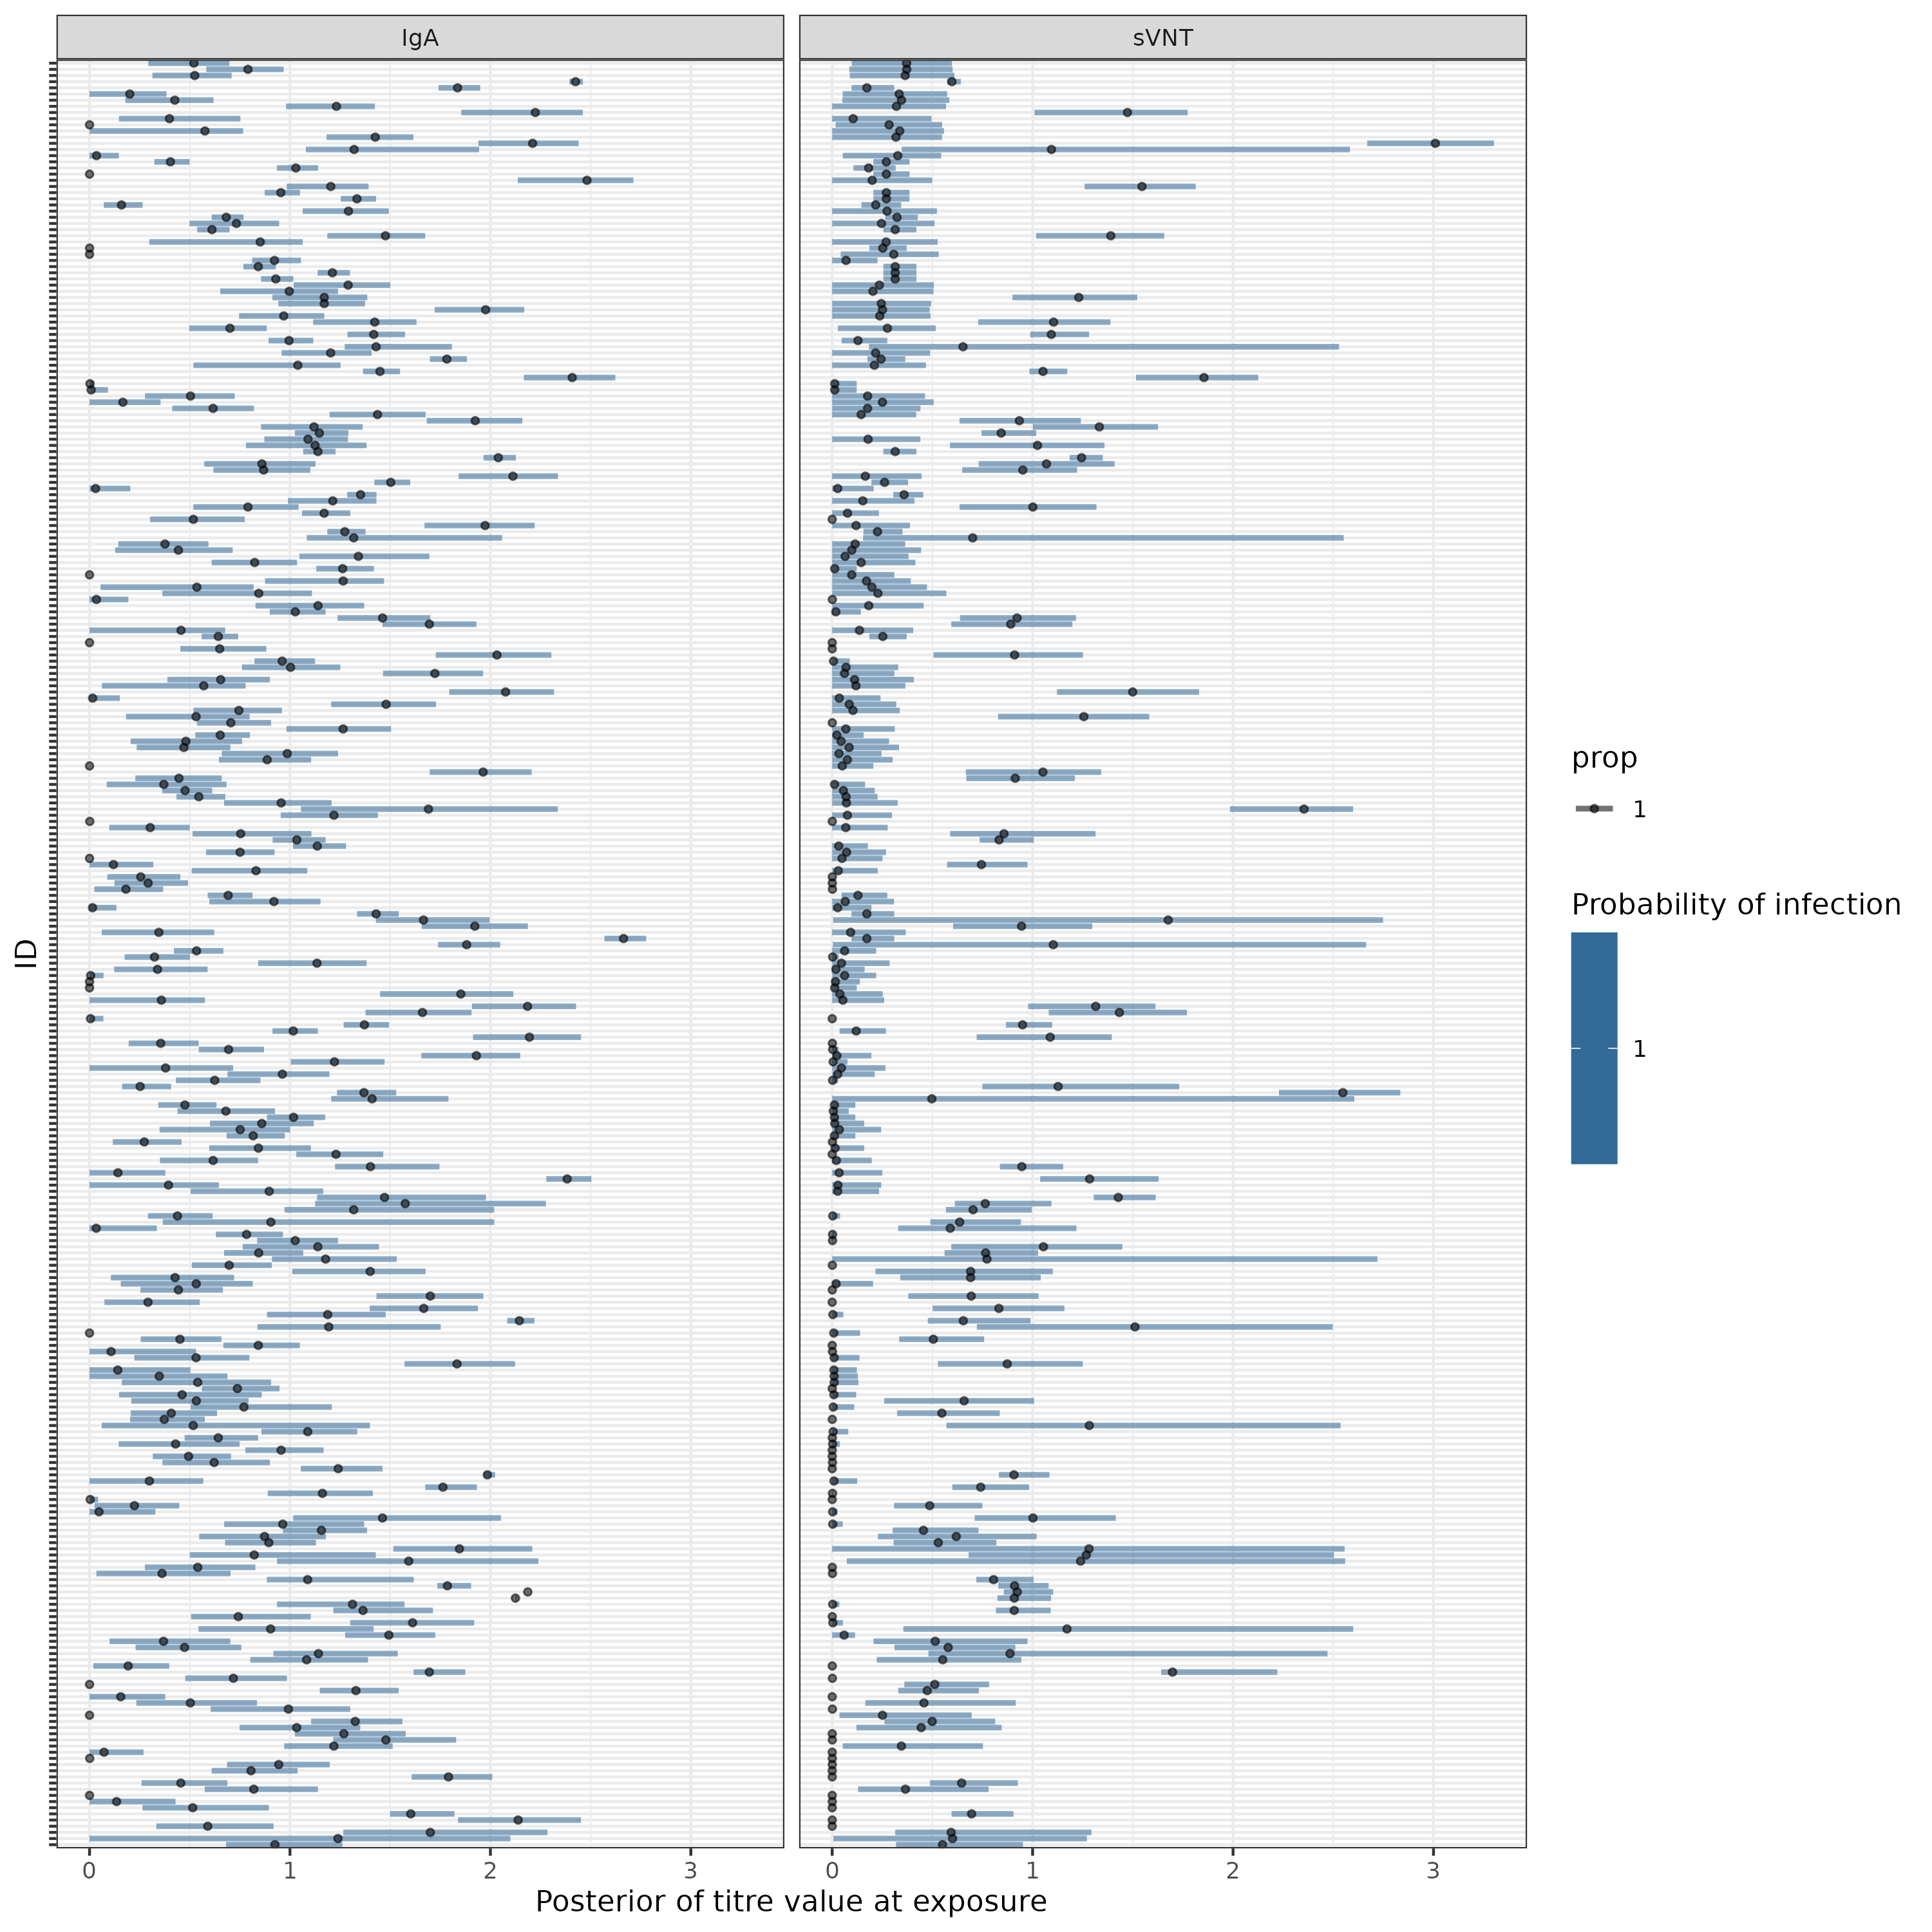 IgA
sVNT
ID
0 1 2 3
0 1 2 3
Posterior of titre value at exposure
prop
1
Probability of infection
1